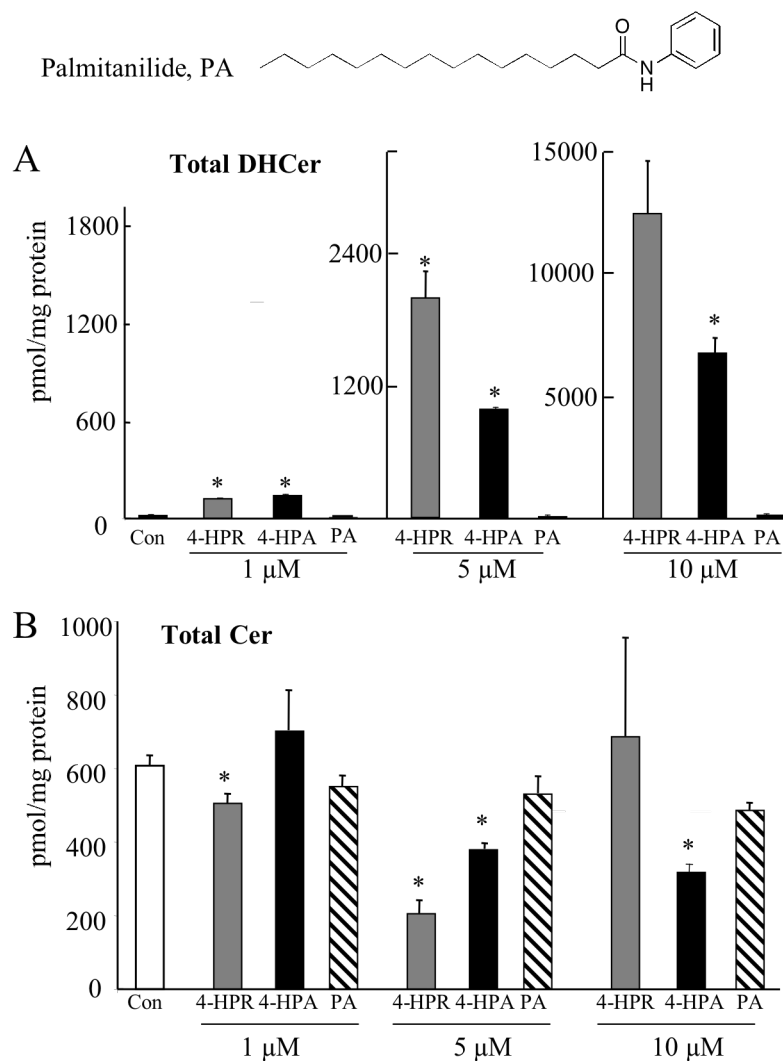 Palmitanilide, PA
O
N
H
A
Total DHCer
pmol/mg protein
1800
1200
600
0
2400
1200
15000
10000
5000
Con
4-HPR 4-HPA PA
1 μM
4-HPR 4-HPA PA
5 μM
4-HPR 4-HPA PA
10 μM
* *
* *
*
B
Total Cer
pmol/mg protein
1000
800
600
400
200
0
*
* *
*
Con
4-HPR 4-HPA PA
1 μM
4-HPR 4-HPA PA
5 μM
4-HPR 4-HPA PA
10 μM